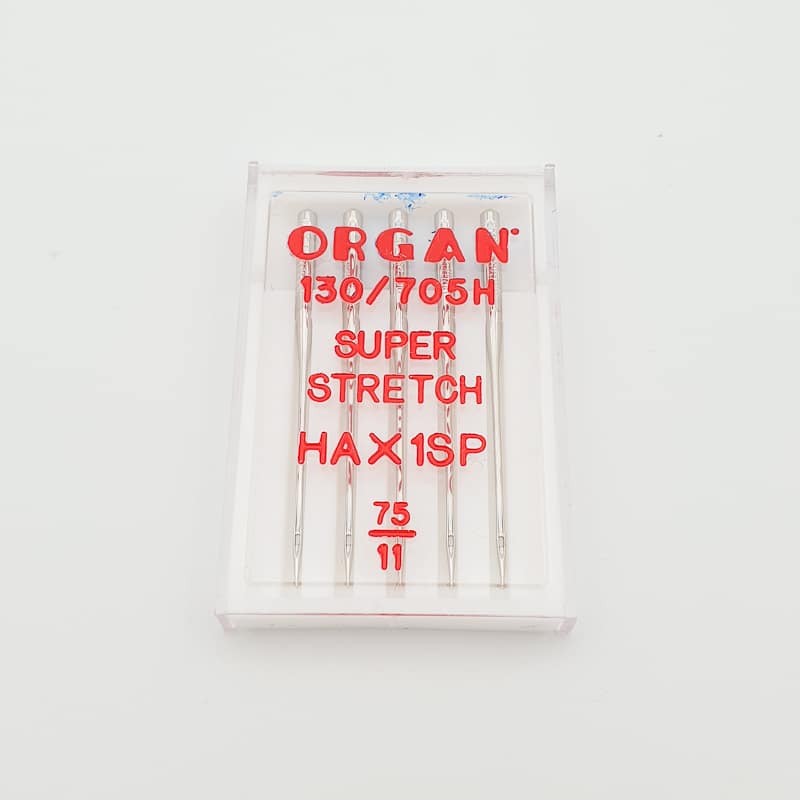 ORGAN
130/705H
SUPER
STRETCH
HAX1SP
75
11